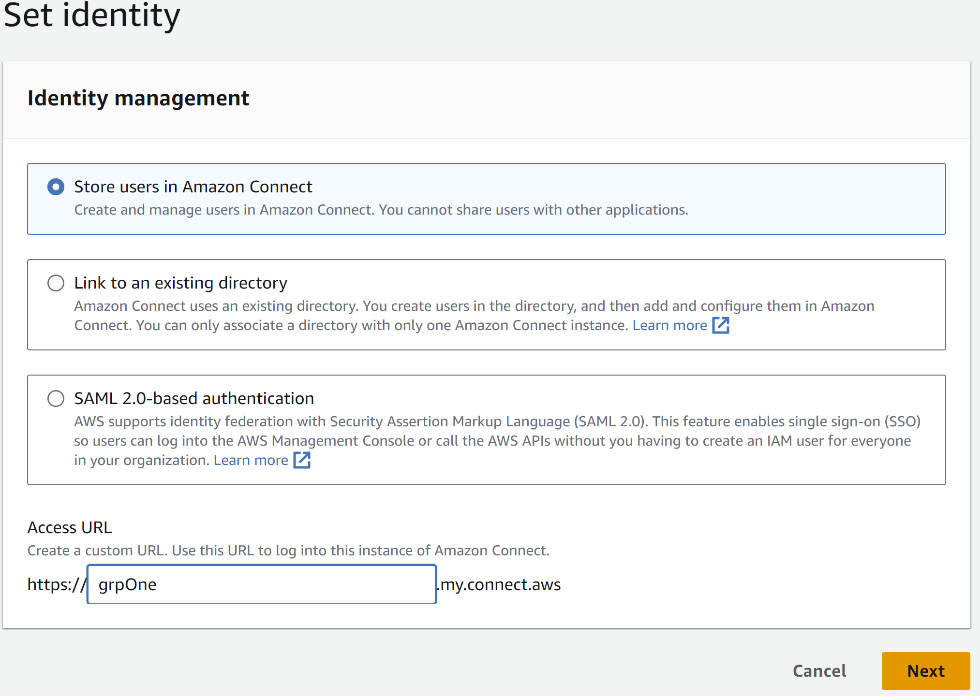 Set identity
Identity management
Store users in Amazon Connect
Create and manage users in Amazon Connect. You cannot share users with other applications.
Link to an existing directory
Amazon Connect uses an existing directory. You create users in the directory, and then add and configure them in Amazon
Connect. You can only associate a directory with only one Amazon Connect instance. Learn more
SAML 2.0-based authentication
AWS supports identity federation with Security Assertion Markup Language (SAML 2.0). This feature enables single sign-on (SSO)
so users can log into the AWS Management Console or call the AWS APIs without you having to create an IAM user for everyone
in your organization. Learn more
Access URL
Create a custom URL. Use this URL to log into this instance of Amazon Connect.
https:// grpOne .my.connect.aws
Cancel Next